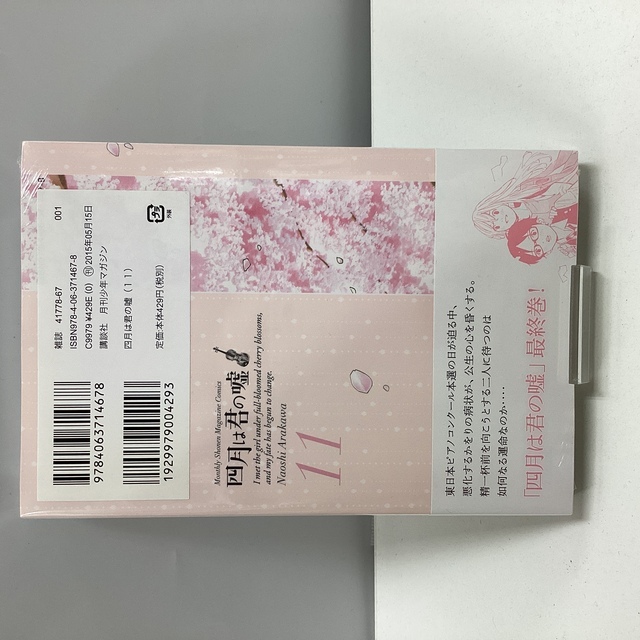 9784063714678
1929979004293
雑誌 41778-67
001
ISBN978-4-06-371467-8
C9979 ¥429E (0) 刊2015年05月15日
講談社 月刊少年マガジン
四月は君の嘘 (11)
定価:本体429円(税別)
外装
Monthly Shonen Magazine Comics
四月は君の嘘
I met the girl under full-bloomed cherry blossoms,
and my fate has begun to change.
Naoshi Arakawa
11
東日本ピアノコンクール本選の日が迫る中、
悪化するかをりの病状が、公生の心を昏くする。
精一杯前を向こうとする二人に待つのは
如何なる運命なのか‥‥
「四月は君の嘘」最終巻!